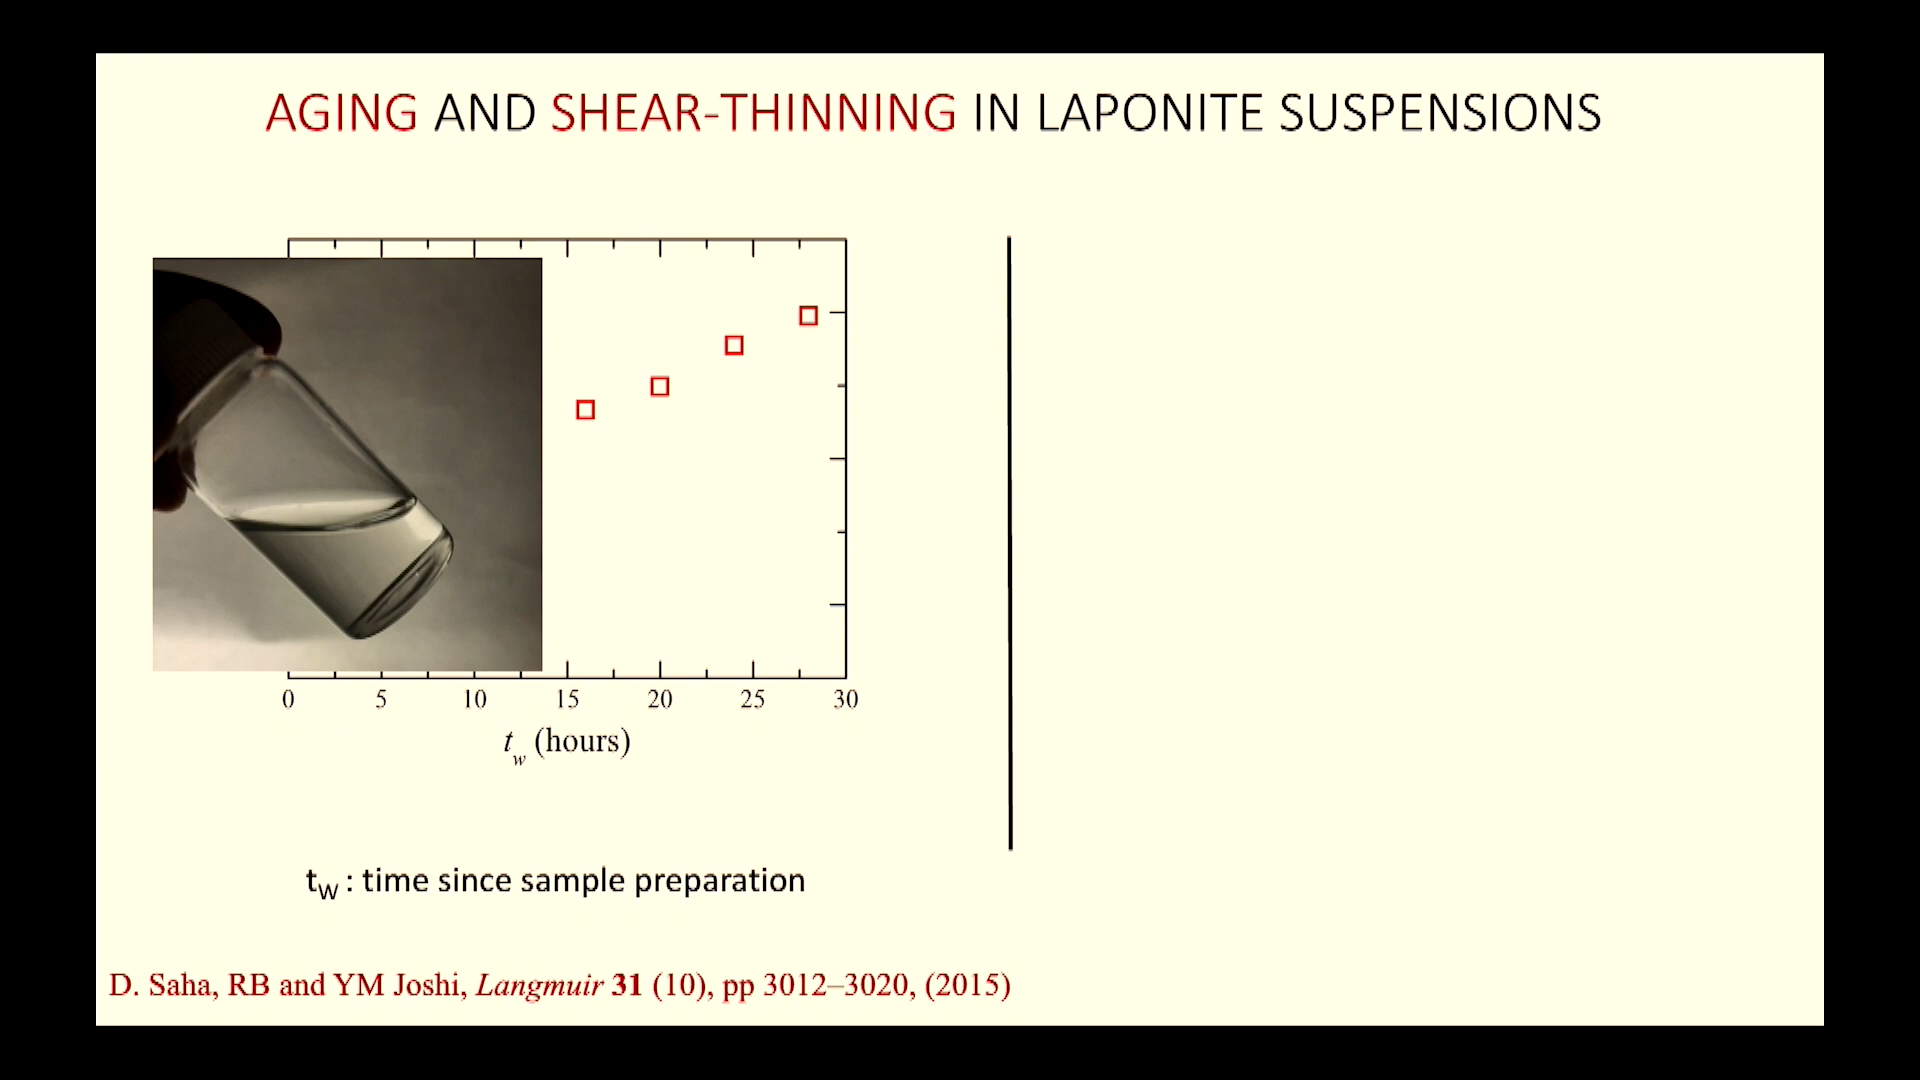 AGING AND SHEAR-THINNING IN LAPONITE SUSPENSIONS
0 5 10 15 20 25 30
t_w (hours)
t_W : time since sample preparation
D. Saha, RB and YM Joshi, Langmuir 31 (10), pp 3012–3020, (2015)